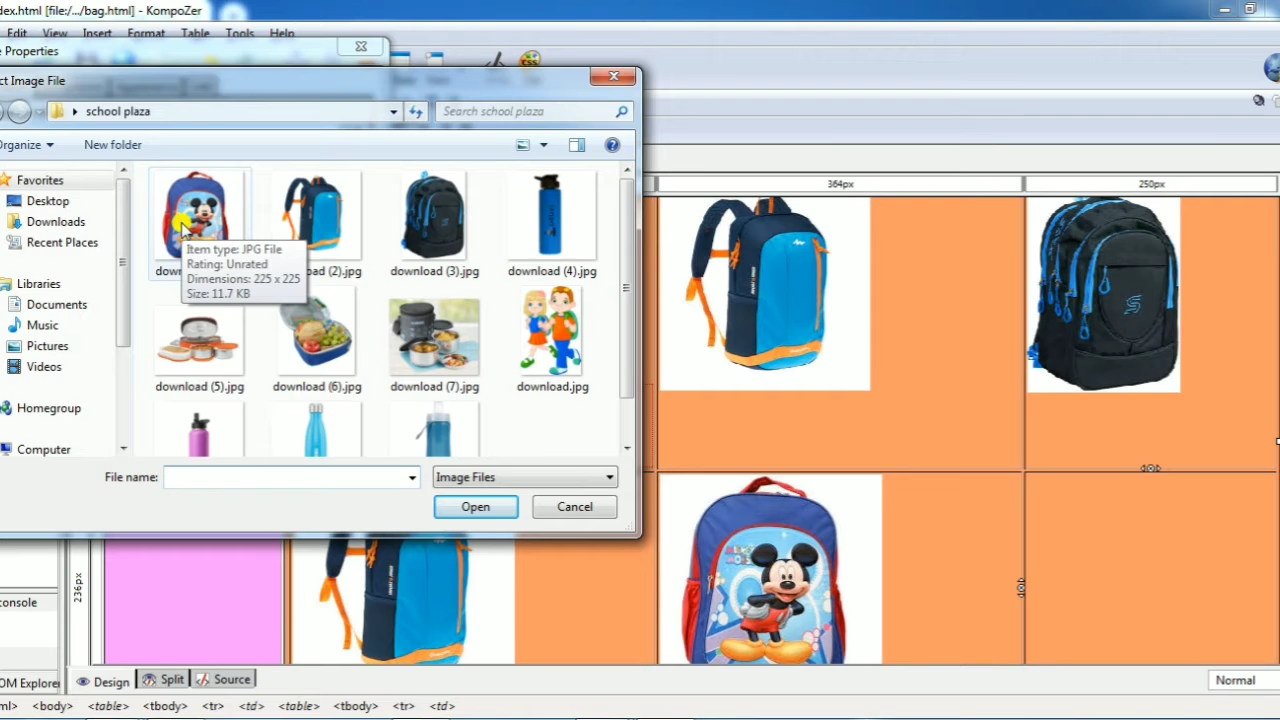 dex.html [file:/.../bag.html] - KompoZer
Edit View Insert Format Table Tools Help
Properties
ct Image File
school plaza
Search school plaza
Organize New folder
Favorites
Desktop
Downloads
Recent Places
Libraries
Documents
Music
Pictures
Videos
Homegroup
Computer
Item type: JPG File
Rating: Unrated
Dimensions: 225 x 225
Size: 11.7 KB
download (3).jpg download (4).jpg
download (5).jpg download (6).jpg download (7).jpg download.jpg
File name: Image Files
Open Cancel
364px 250px
236px
console
OM Explorer
Design Split Source
Normal
ml> <body> <table> <tbody> <tr> <td> <table> <tbody> <tr> <td>